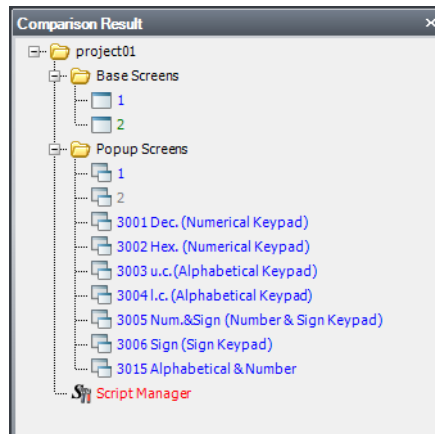 Comparison Result
project01
Base Screens
1
2
Popup Screens
1
2
3001 Dec. (Numerical Keypad)
3002 Hex. (Numerical Keypad)
3003 u.c.(Alphabetical Keypad)
3004 l.c.(Alphabetical Keypad)
3005 Num.&Sign (Number & Sign Keypad)
3006 Sign (Sign Keypad)
3015 Alphabetical & Number
Script Manager